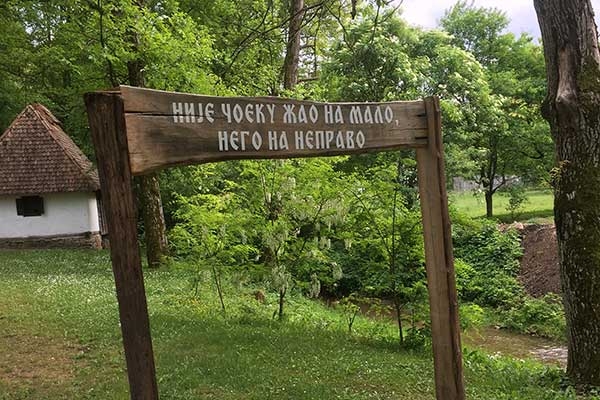 НИЈЕ ЧОЕКУ ЖАО НА МАЛО,
НЕГО НА НЕПРАВО